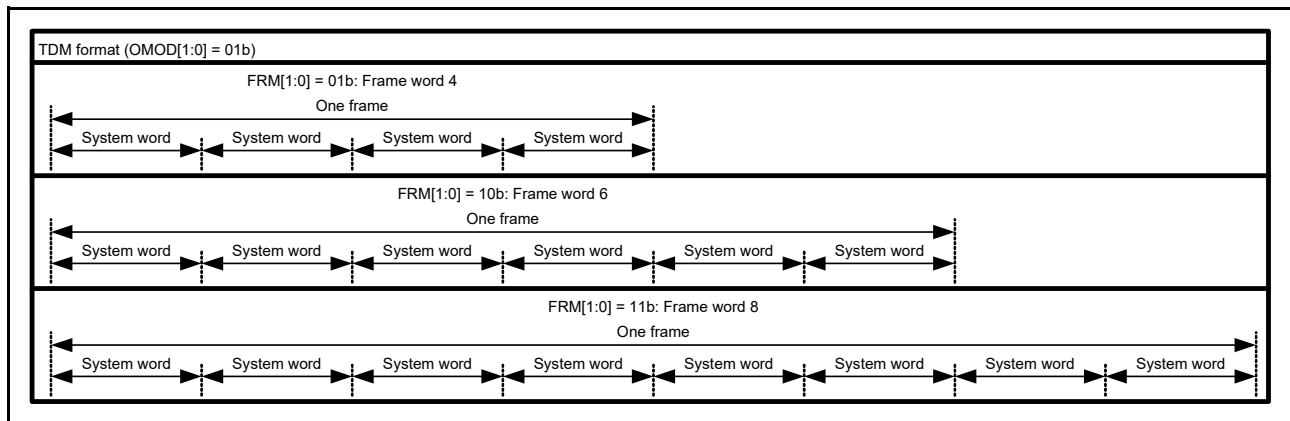 TDM format (OMOD[1:0] = 01b)
FRM[1:0] = 01b: Frame word 4
One frame
System word System word System word System word
FRM[1:0] = 10b: Frame word 6
One frame
System word System word System word System word System word System word
FRM[1:0] = 11b: Frame word 8
One frame
System word System word System word System word System word System word System word System word